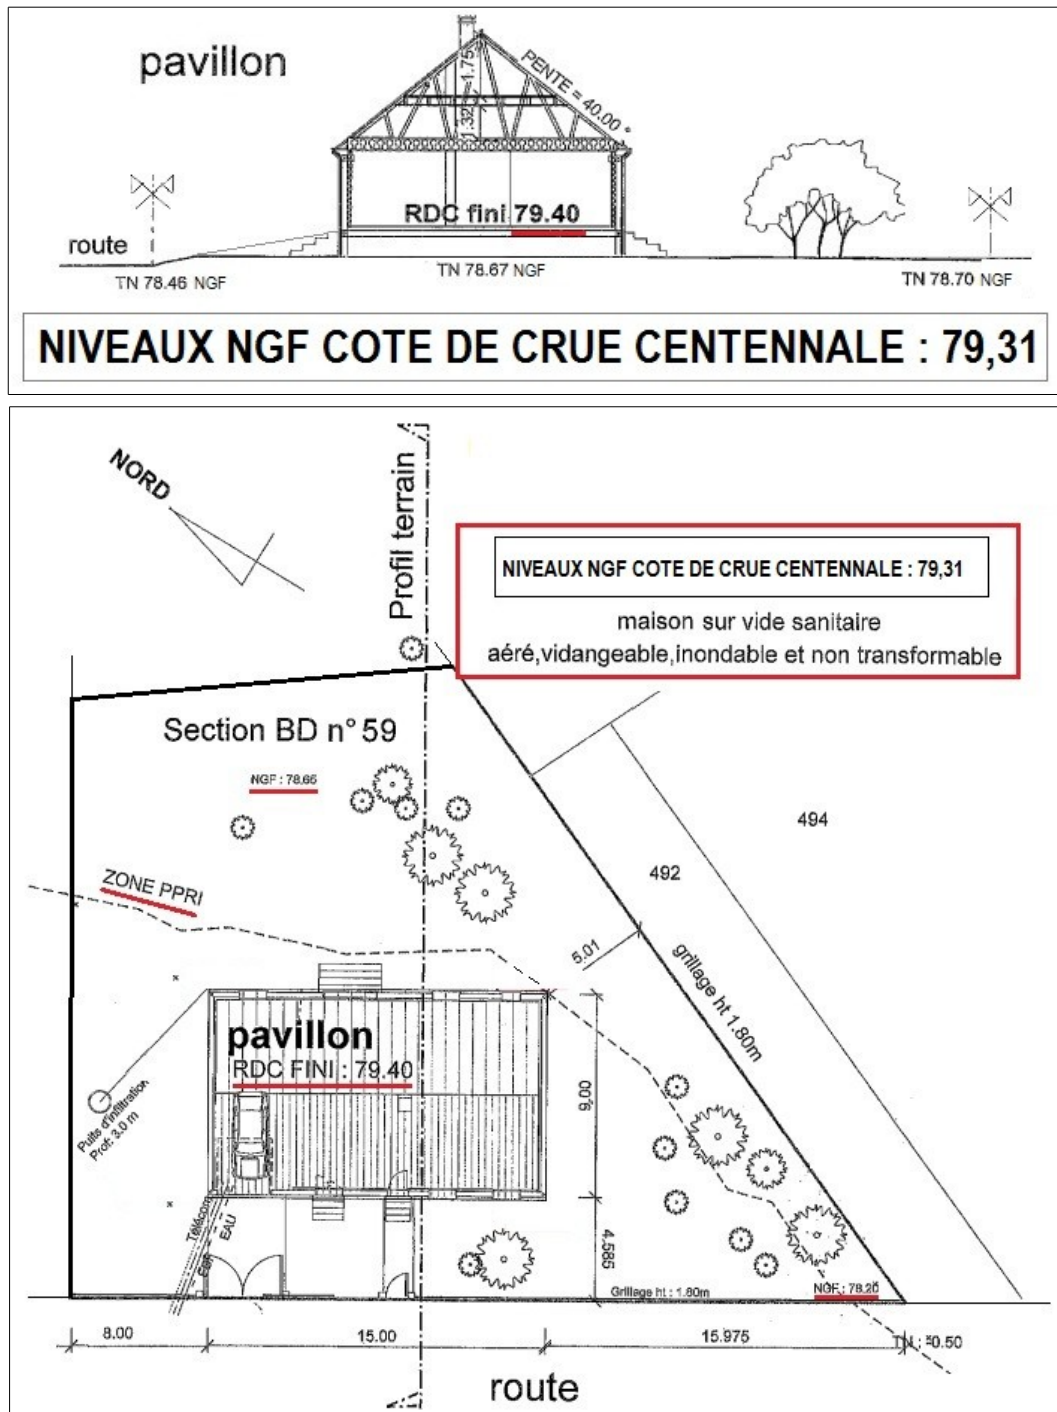 pavillon
1.75
1.32
PENTE = 40.00 °
RDC fini 79.40
route
TN 78.46 NGF
TN 78.67 NGF
TN 78.70 NGF
NIVEAUX NGF COTE DE CRUE CENTENNALE : 79,31
NORD
Profil terrain
NIVEAUX NGF COTE DE CRUE CENTENNALE : 79,31
maison sur vide sanitaire
aéré,vidangeable,inondable et non transformable
Section BD n° 59
NGF : 78.65
494
492
ZONE PPRI
5.01
grillage ht 1.80m
pavillon
RDC FINI : 79.40
9.00
Puits d'infiltration
Prof: 3.0 m
Télécom
EAU
EDF
4.585
Grillage ht : 1.80m
NGF : 78.20
8.00
15.00
15.975
TN : -0.50
route